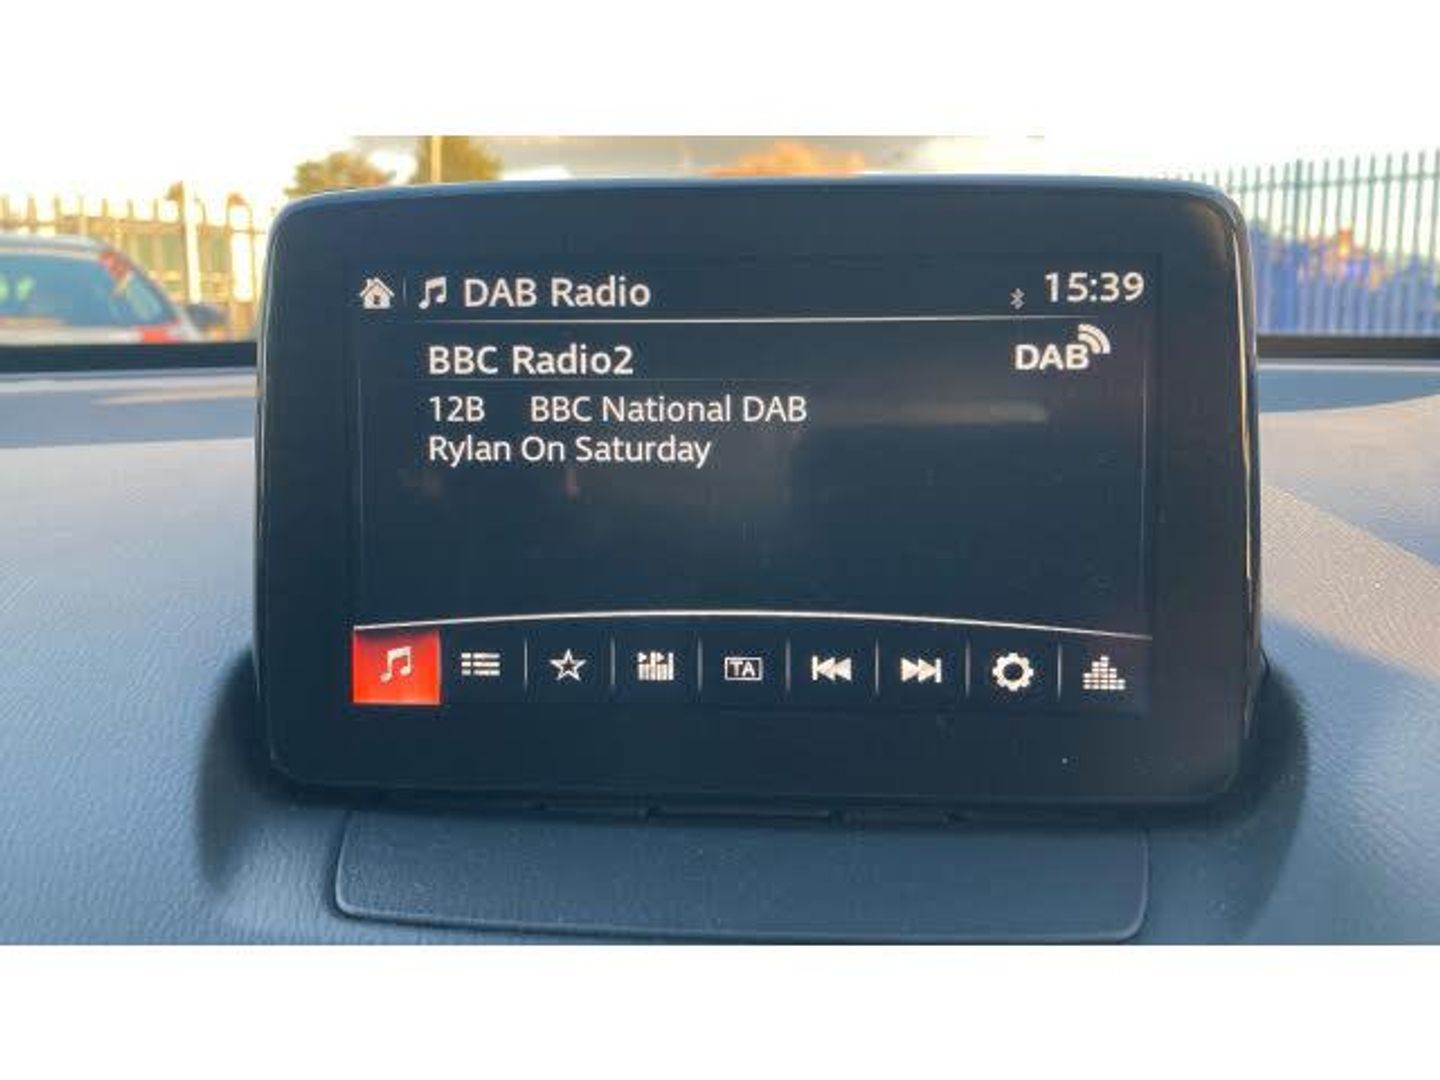 DAB Radio 15:39
BBC Radio2 DAB
12B BBC National DAB
Rylan On Saturday
TA